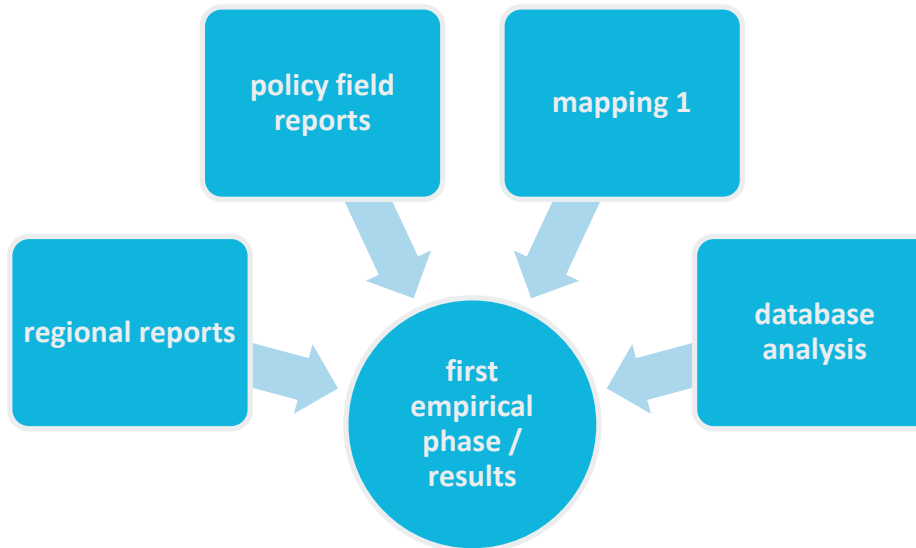 policy field
reports
mapping 1
regional reports
database
analysis
first
empirical
phase /
results